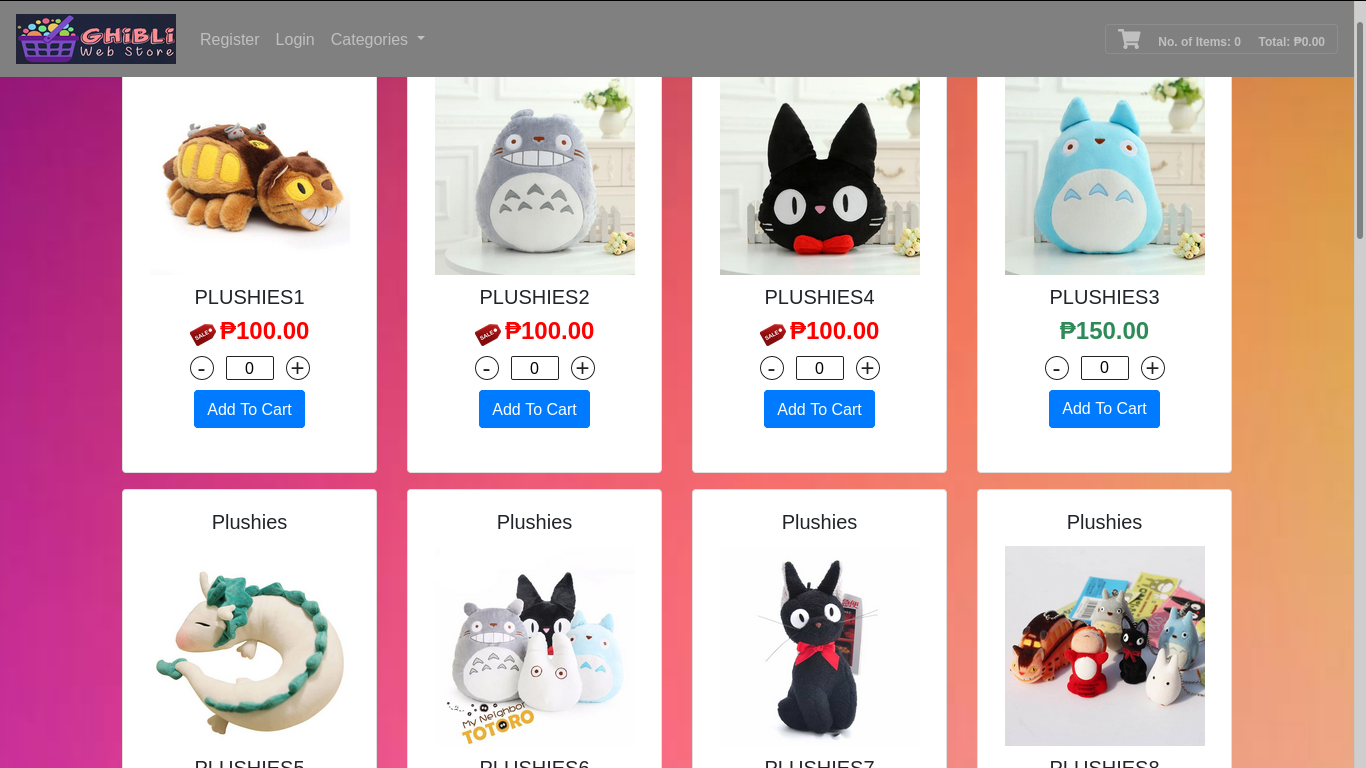 GHiBLi
Web Store
Register Login Categories
No. of Items: 0 Total: ₱0.00
PLUSHIES1
SALE ₱100.00
- 0 +
Add To Cart
PLUSHIES2
SALE ₱100.00
- 0 +
Add To Cart
PLUSHIES4
SALE ₱100.00
- 0 +
Add To Cart
PLUSHIES3
₱150.00
- 0 +
Add To Cart
Plushies
PLUSHIES5
Plushies
My Neighbor
TOTORO
PLUSHIES6
Plushies
PLUSHIES7
Plushies
PLUSHIES8